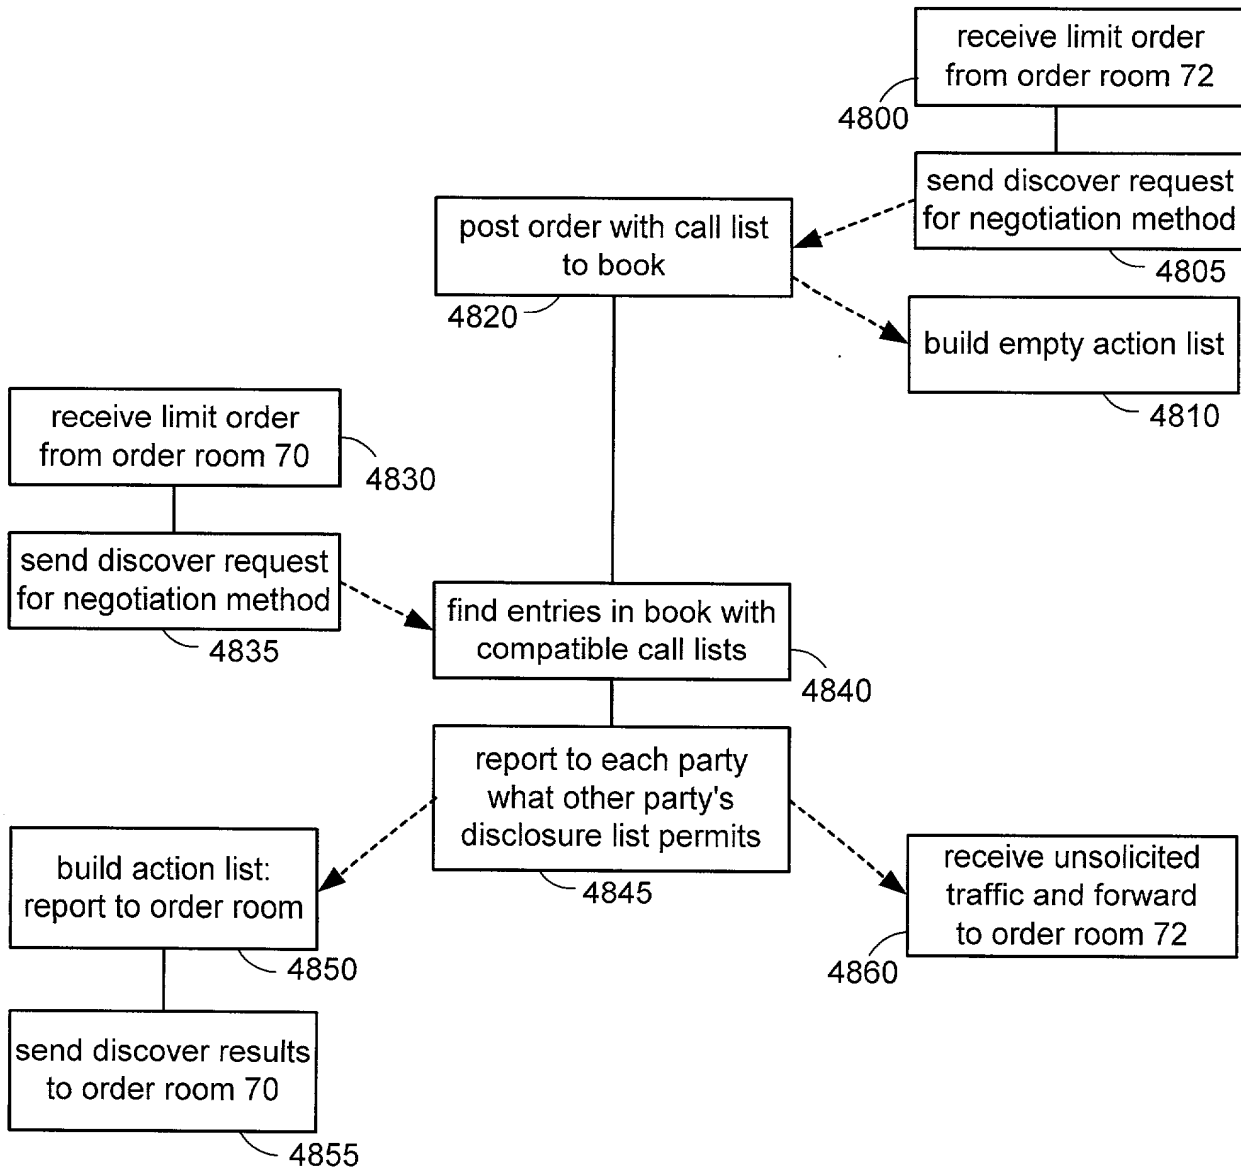 receive limit order
from order room 72
4800
send discover request
for negotiation method
4805
post order with call list
to book
4820
build empty action list
4810
receive limit order
from order room 70
4830
send discover request
for negotiation method
4835
find entries in book with
compatible call lists
4840
report to each party
what other party's
disclosure list permits
4845
build action list:
report to order room
4850
receive unsolicited
traffic and forward
to order room 72
4860
send discover results
to order room 70
4855